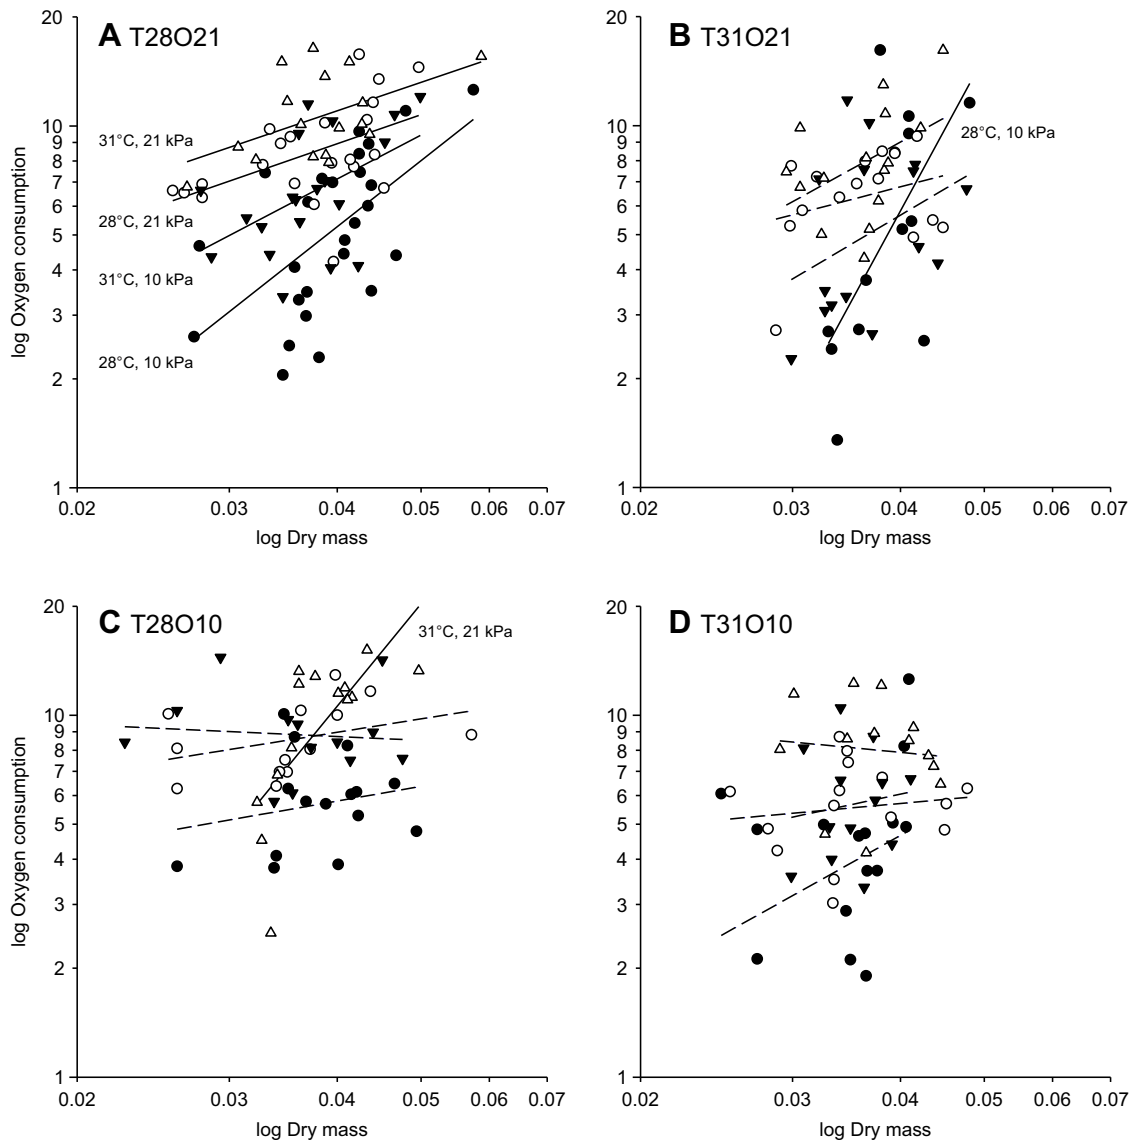 A T28O21
20
10
9
8
7
6
5
4
3
2
1
log Oxygen consumption
31°C, 21 kPa
28°C, 21 kPa
31°C, 10 kPa
28°C, 10 kPa
0.02 0.03 0.04 0.05 0.06 0.07
log Dry mass
B T31O21
20
10
9
8
7
6
5
4
3
2
1
28°C, 10 kPa
0.02 0.03 0.04 0.05 0.06 0.07
log Dry mass
C T28O10
20
10
9
8
7
6
5
4
3
2
1
log Oxygen consumption
31°C, 21 kPa
0.02 0.03 0.04 0.05 0.06 0.07
log Dry mass
D T31O10
20
10
9
8
7
6
5
4
3
2
1
0.02 0.03 0.04 0.05 0.06 0.07
log Dry mass